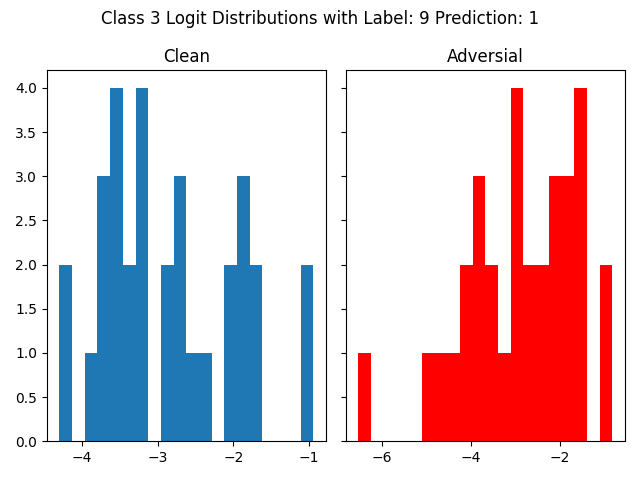 Class 3 Logit Distributions with Label: 9 Prediction: 1
Clean
Adversial
4.0
3.5
3.0
2.5
2.0
1.5
1.0
0.5
0.0
−4 −3 −2 −1
−6 −4 −2